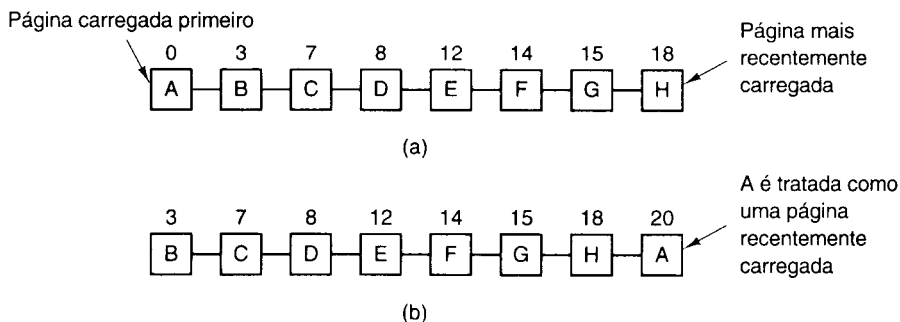 Página carregada primeiro
0 3 7 8 12 14 15 18
A B C D E F G H
Página mais
recentemente
carregada
(a)
3 7 8 12 14 15 18 20
B C D E F G H A
A é tratada como
uma página
recentemente
carregada
(b)